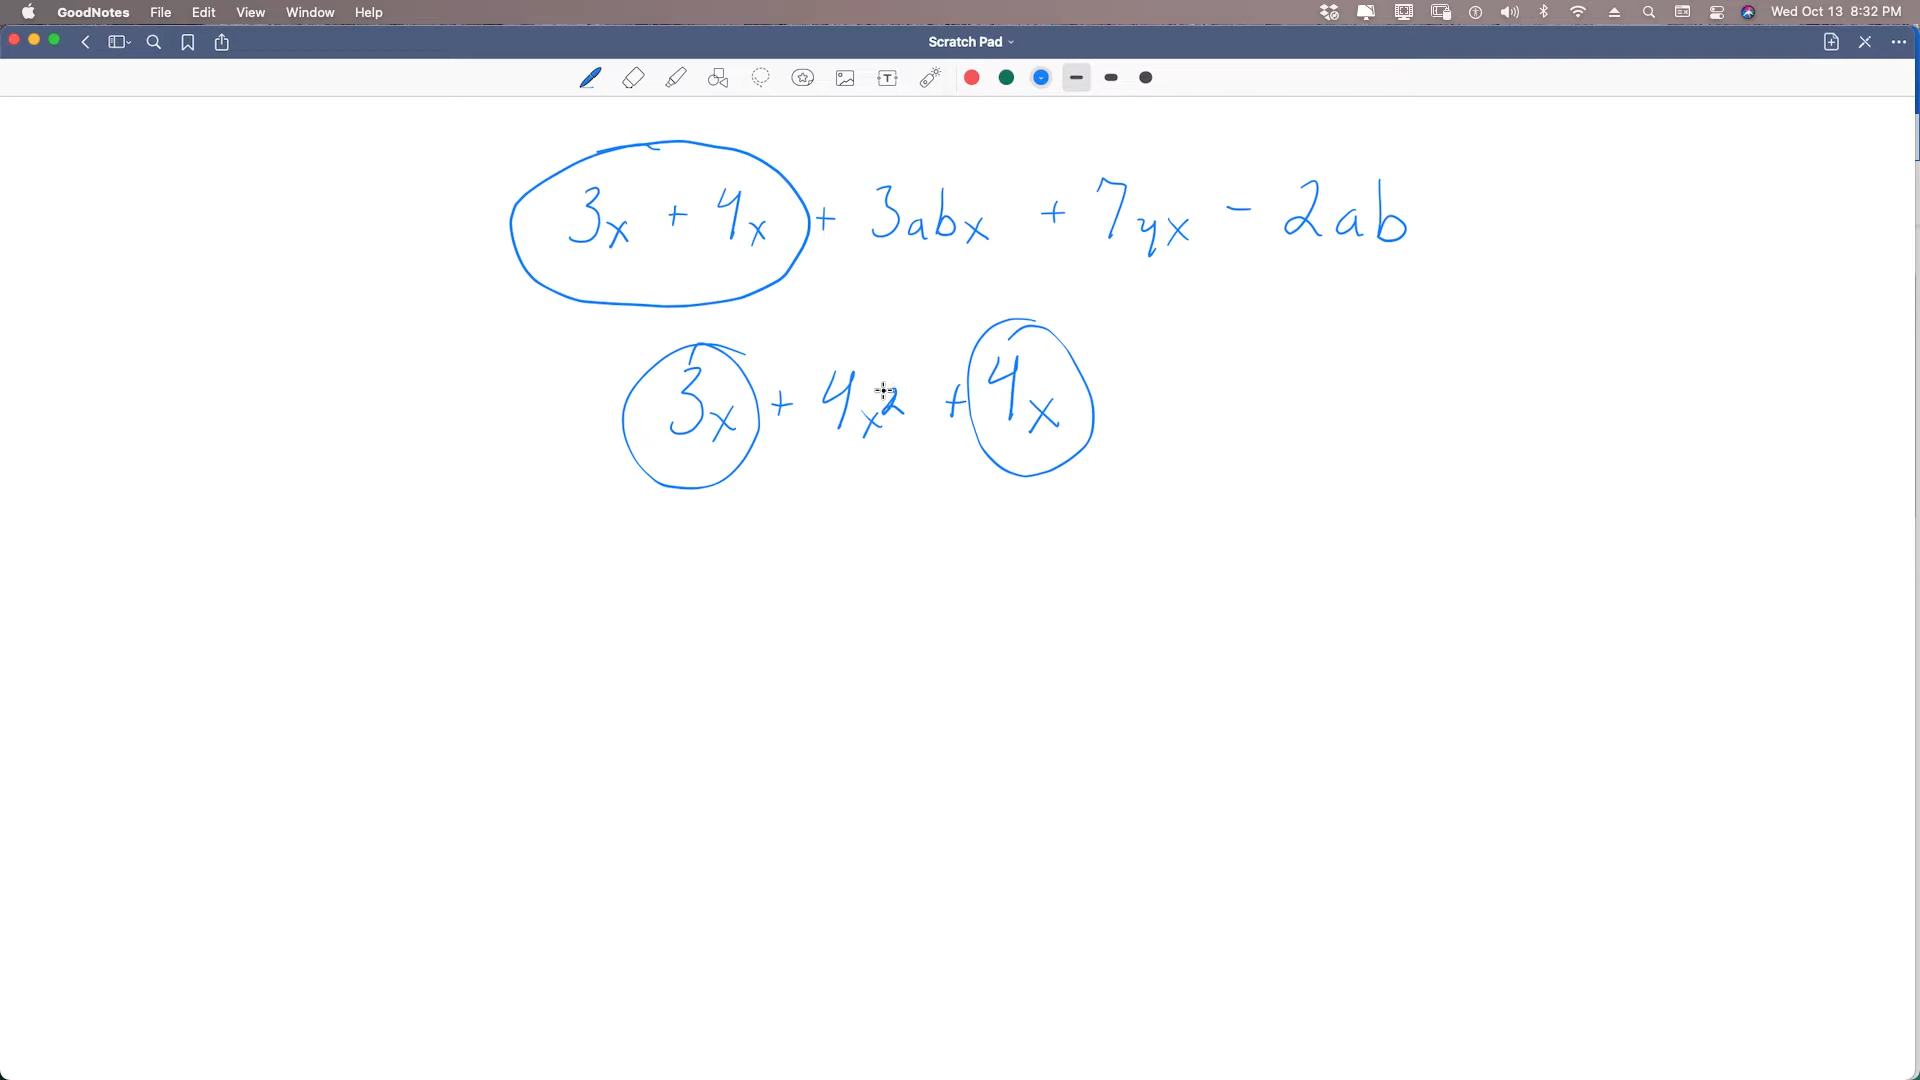 GoodNotes File Edit View Window Help Wed Oct 13 8:32 PM
Scratch Pad
3x + 4x + 3abx + 7yx - 2ab
3x + 4x² + 4x